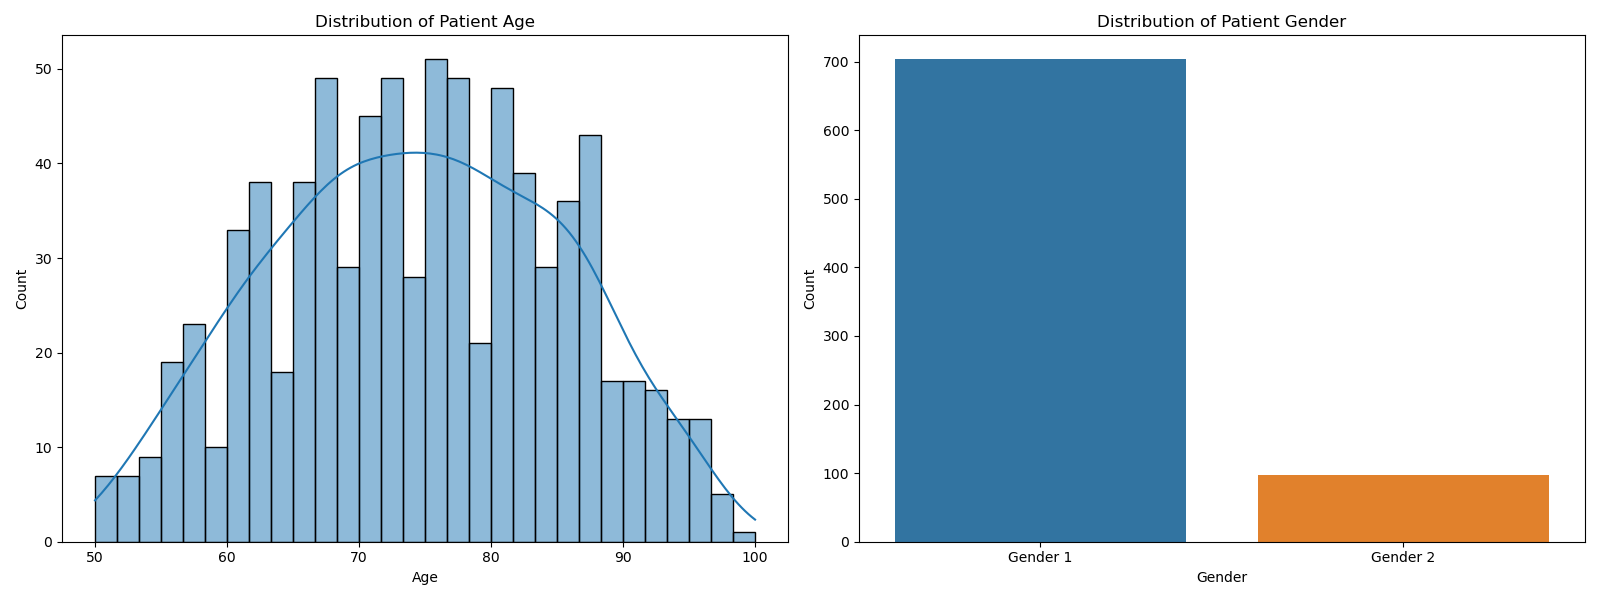 Distribution of Patient Age
50
40
30
20
10
0
Count
50 60 70 80 90 100
Age
Distribution of Patient Gender
700
600
500
400
300
200
100
0
Count
Gender 1 Gender 2
Gender